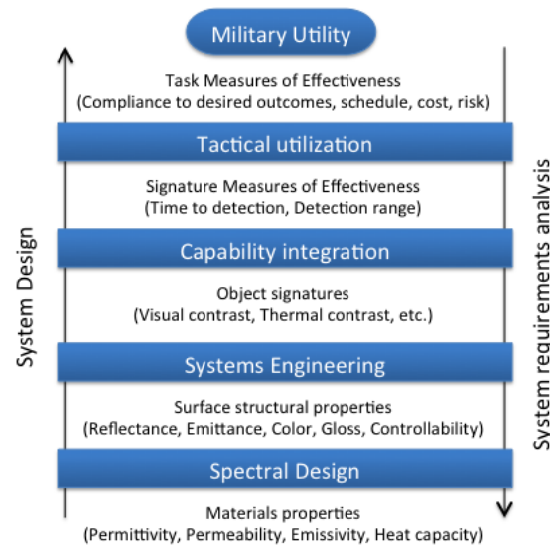 Military Utility
Task Measures of Effectiveness
(Compliance to desired outcomes, schedule, cost, risk)
Tactical utilization
Signature Measures of Effectiveness
(Time to detection, Detection range)
Capability integration
Object signatures
(Visual contrast, Thermal contrast, etc.)
Systems Engineering
Surface structural properties
(Reflectance, Emittance, Color, Gloss, Controllability)
Spectral Design
Materials properties
(Permittivity, Permeability, Emissivity, Heat capacity)
System Design
System requirements analysis